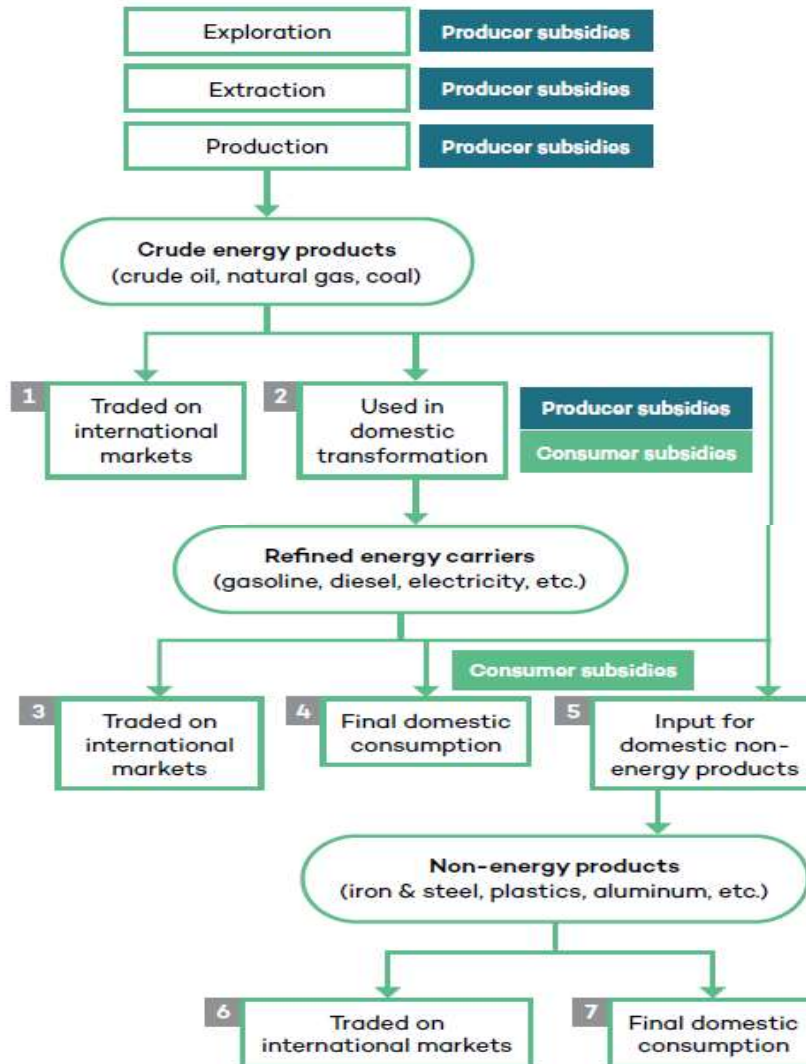 Exploration
Producer subsidies
Extraction
Producer subsidies
Production
Producer subsidies
Crude energy products
(crude oil, natural gas, coal)
1
Traded on
international
markets
2
Used in
domestic
transformation
Producer subsidies
Consumer subsidies
Refined energy carriers
(gasoline, diesel, electricity, etc.)
Consumer subsidies
3
Traded on
international
markets
4
Final domestic
consumption
5
Input for
domestic non-
energy products
Non-energy products
(iron & steel, plastics, aluminum, etc.)
6
Traded on
international markets
7
Final domestic
consumption